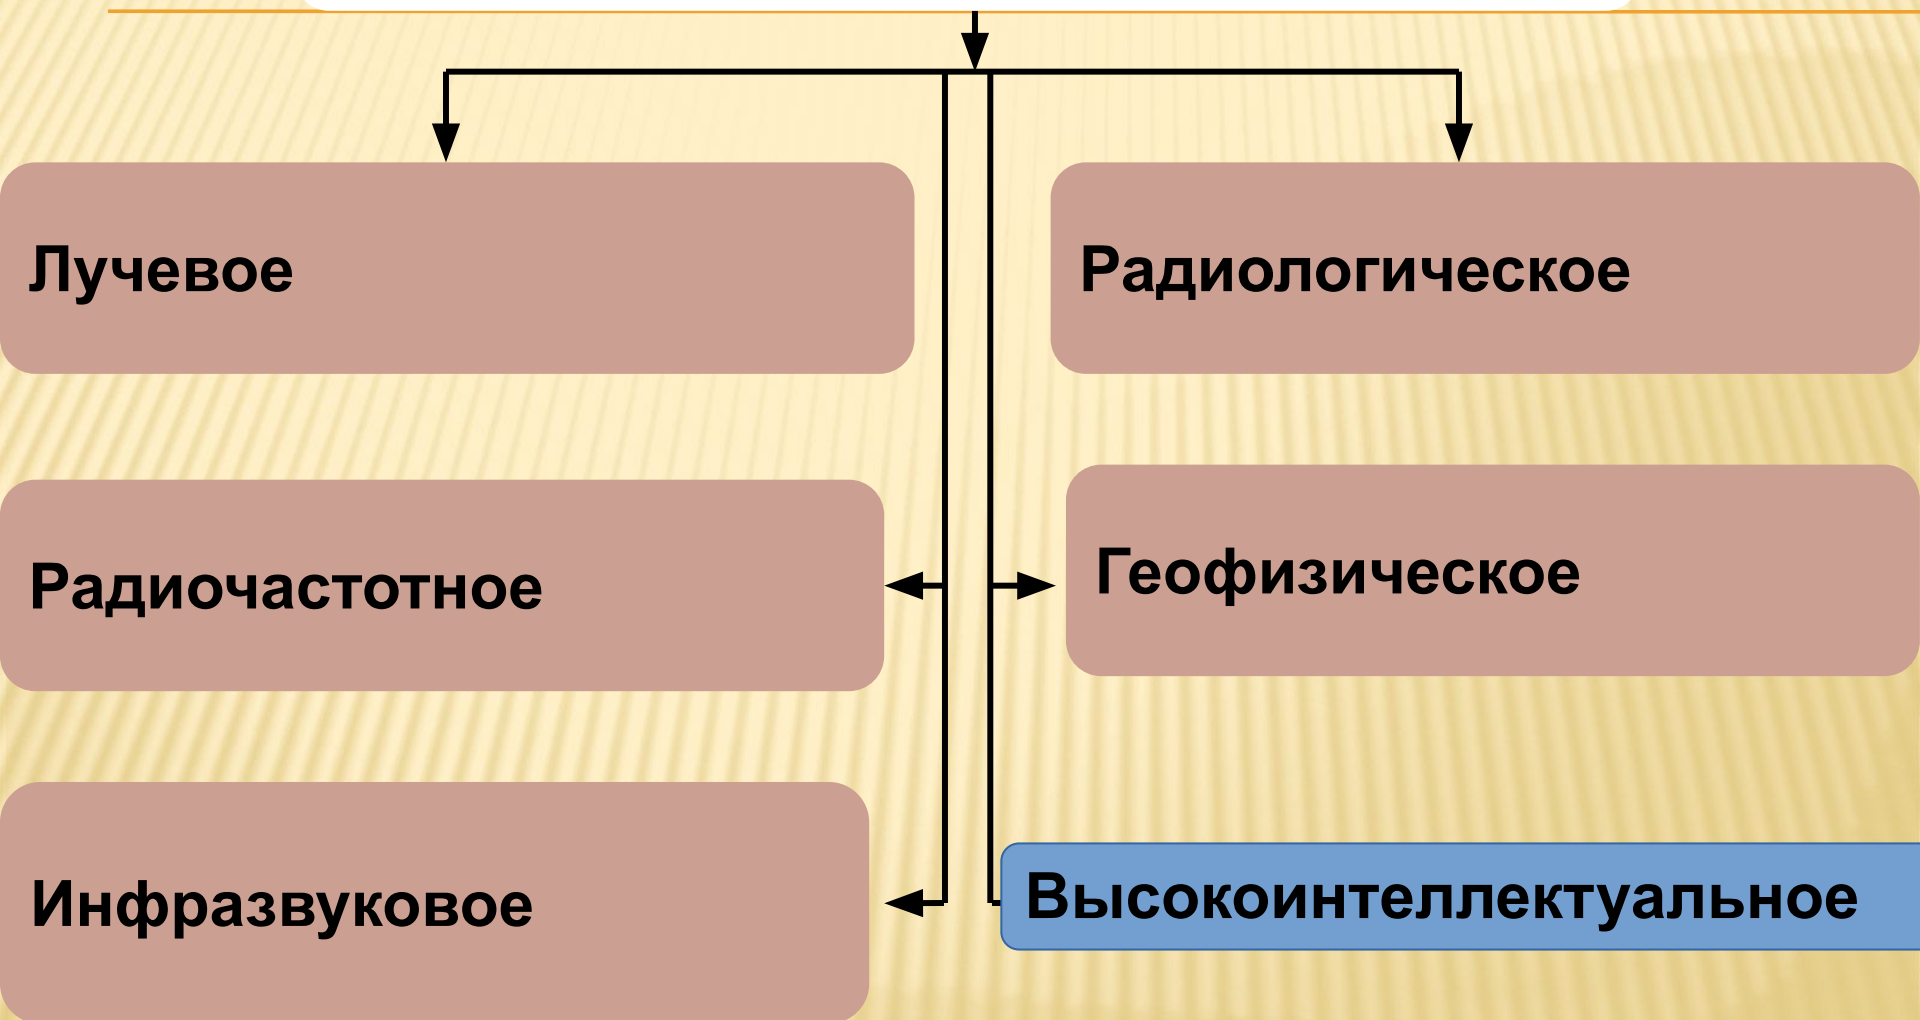 Лучевое
Радиологическое
Радиочастотное
Геофизическое
Инфразвуковое
Высокоинтеллектуальное